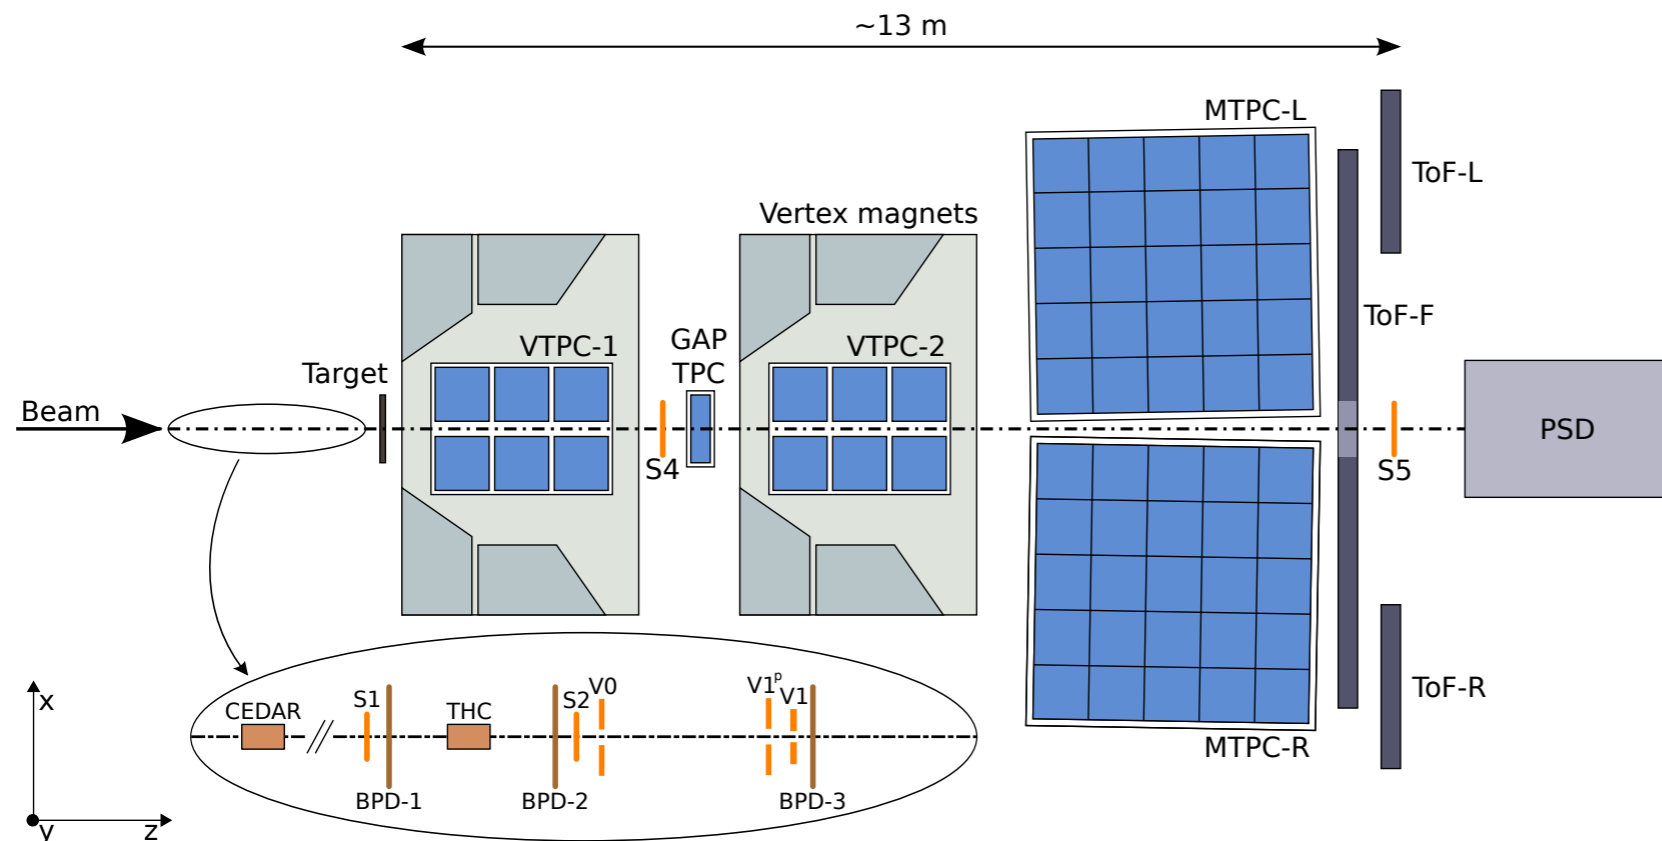 ~13 m
MTPC-L
ToF-L
Vertex magnets
ToF-F
VTPC-1
GAP
TPC
VTPC-2
Target
Beam
PSD
S4
S5
S1
V0
V1p
V1
CEDAR
THC
S2
ToF-R
x
MTPC-R
BPD-1
BPD-2
BPD-3
y
z